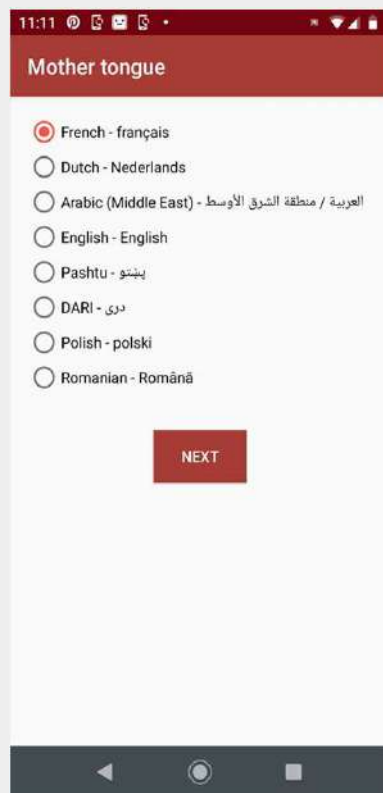 11:11
Mother tongue
French - français
Dutch - Nederlands
Arabic (Middle East) - العربية / منطقة الشرق الأوسط
English - English
Pashtu - پښتو
DARI - دری
Polish - polski
Romanian - Română
NEXT